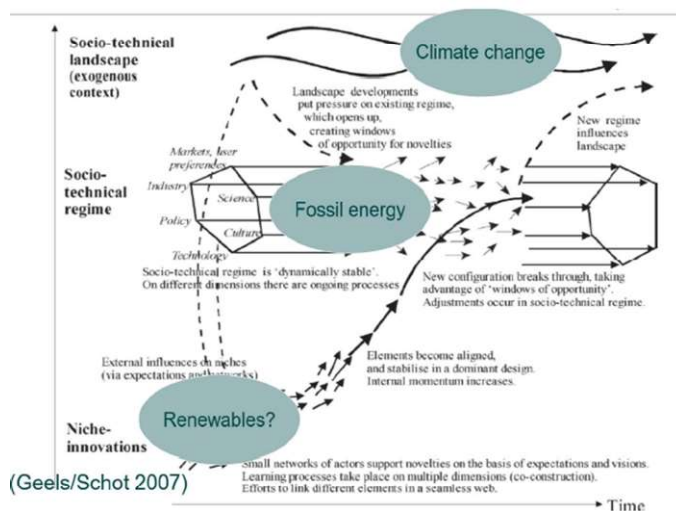 Socio-technical
landscape
(exogenous
context)
Climate change
Landscape developments
put pressure on existing regime,
which opens up,
creating windows
of opportunity for novelties
New regime
influences
landscape
Markets, user
preferences
Socio-
technical
regime
Industry
Science
Fossil energy
Policy
Culture
Technology
Socio-technical regime is 'dynamically stable'.
On different dimensions there are ongoing processes
New configuration breaks through, taking
advantage of 'windows of opportunity'.
Adjustments occur in socio-technical regime.
External influences on niches
(via expectations and networks)
Elements become aligned,
and stabilise in a dominant design.
Internal momentum increases.
Renewables?
Niche-
innovations
(Geels/Schot 2007)
Small networks of actors support novelties on the basis of expectations and visions.
Learning processes take place on multiple dimensions (co-construction).
Efforts to link different elements in a seamless web.
Time